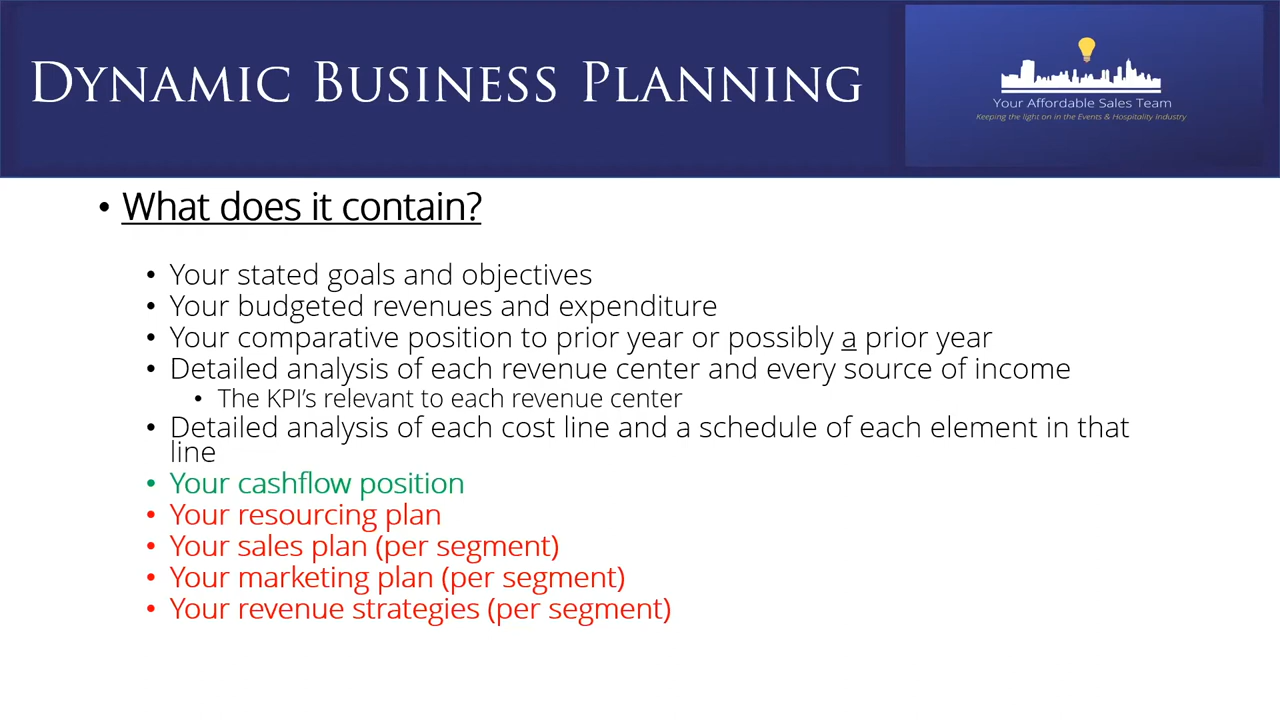 DYNAMIC BUSINESS PLANNING
Your Affordable Sales Team
Keeping the light on in the Events & Hospitality Industry
• What does it contain?
• Your stated goals and objectives
• Your budgeted revenues and expenditure
• Your comparative position to prior year or possibly a prior year
• Detailed analysis of each revenue center and every source of income
• The KPI's relevant to each revenue center
• Detailed analysis of each cost line and a schedule of each element in that
line
• Your cashflow position
• Your resourcing plan
• Your sales plan (per segment)
• Your marketing plan (per segment)
• Your revenue strategies (per segment)